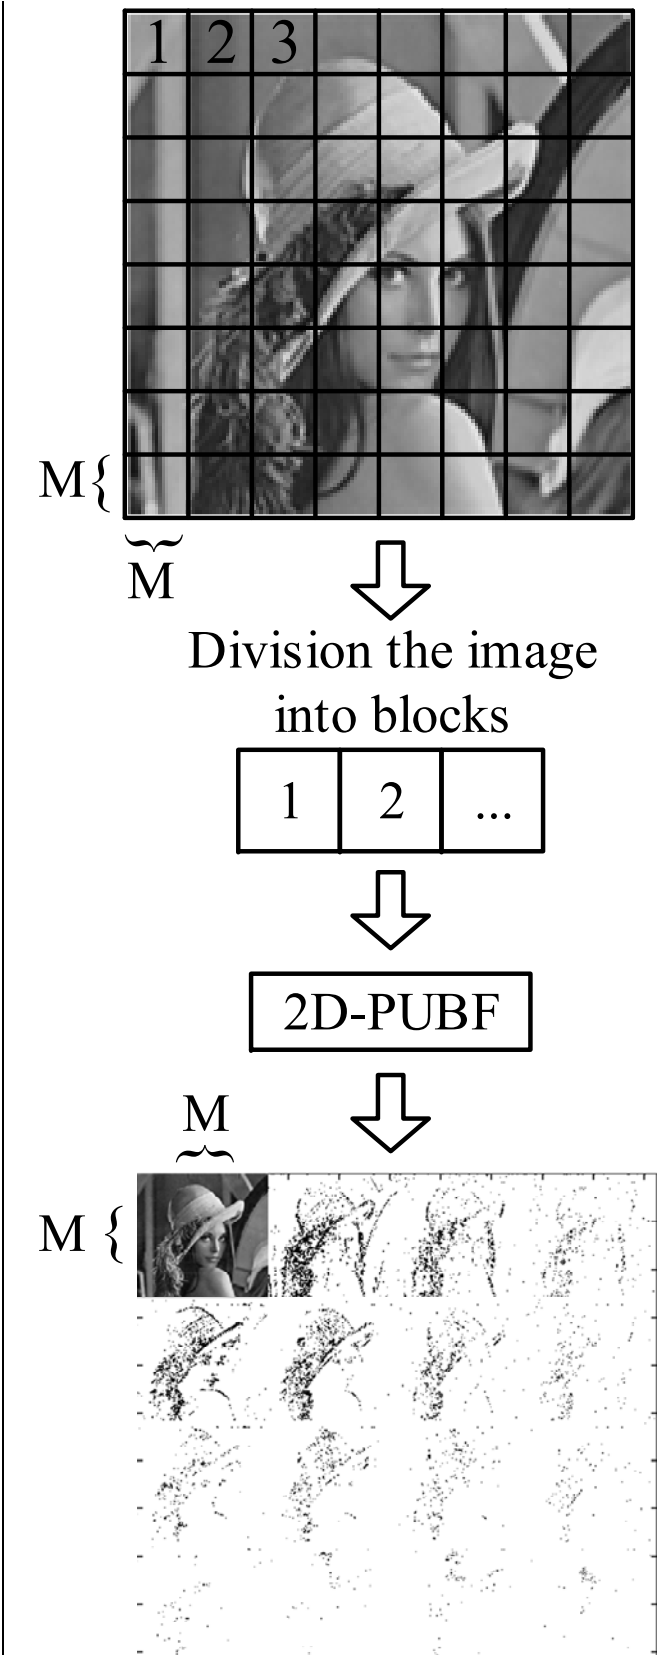 1 2 3
M{
M
Division the image
into blocks
1 2 ...
2D-PUBF
M
M {